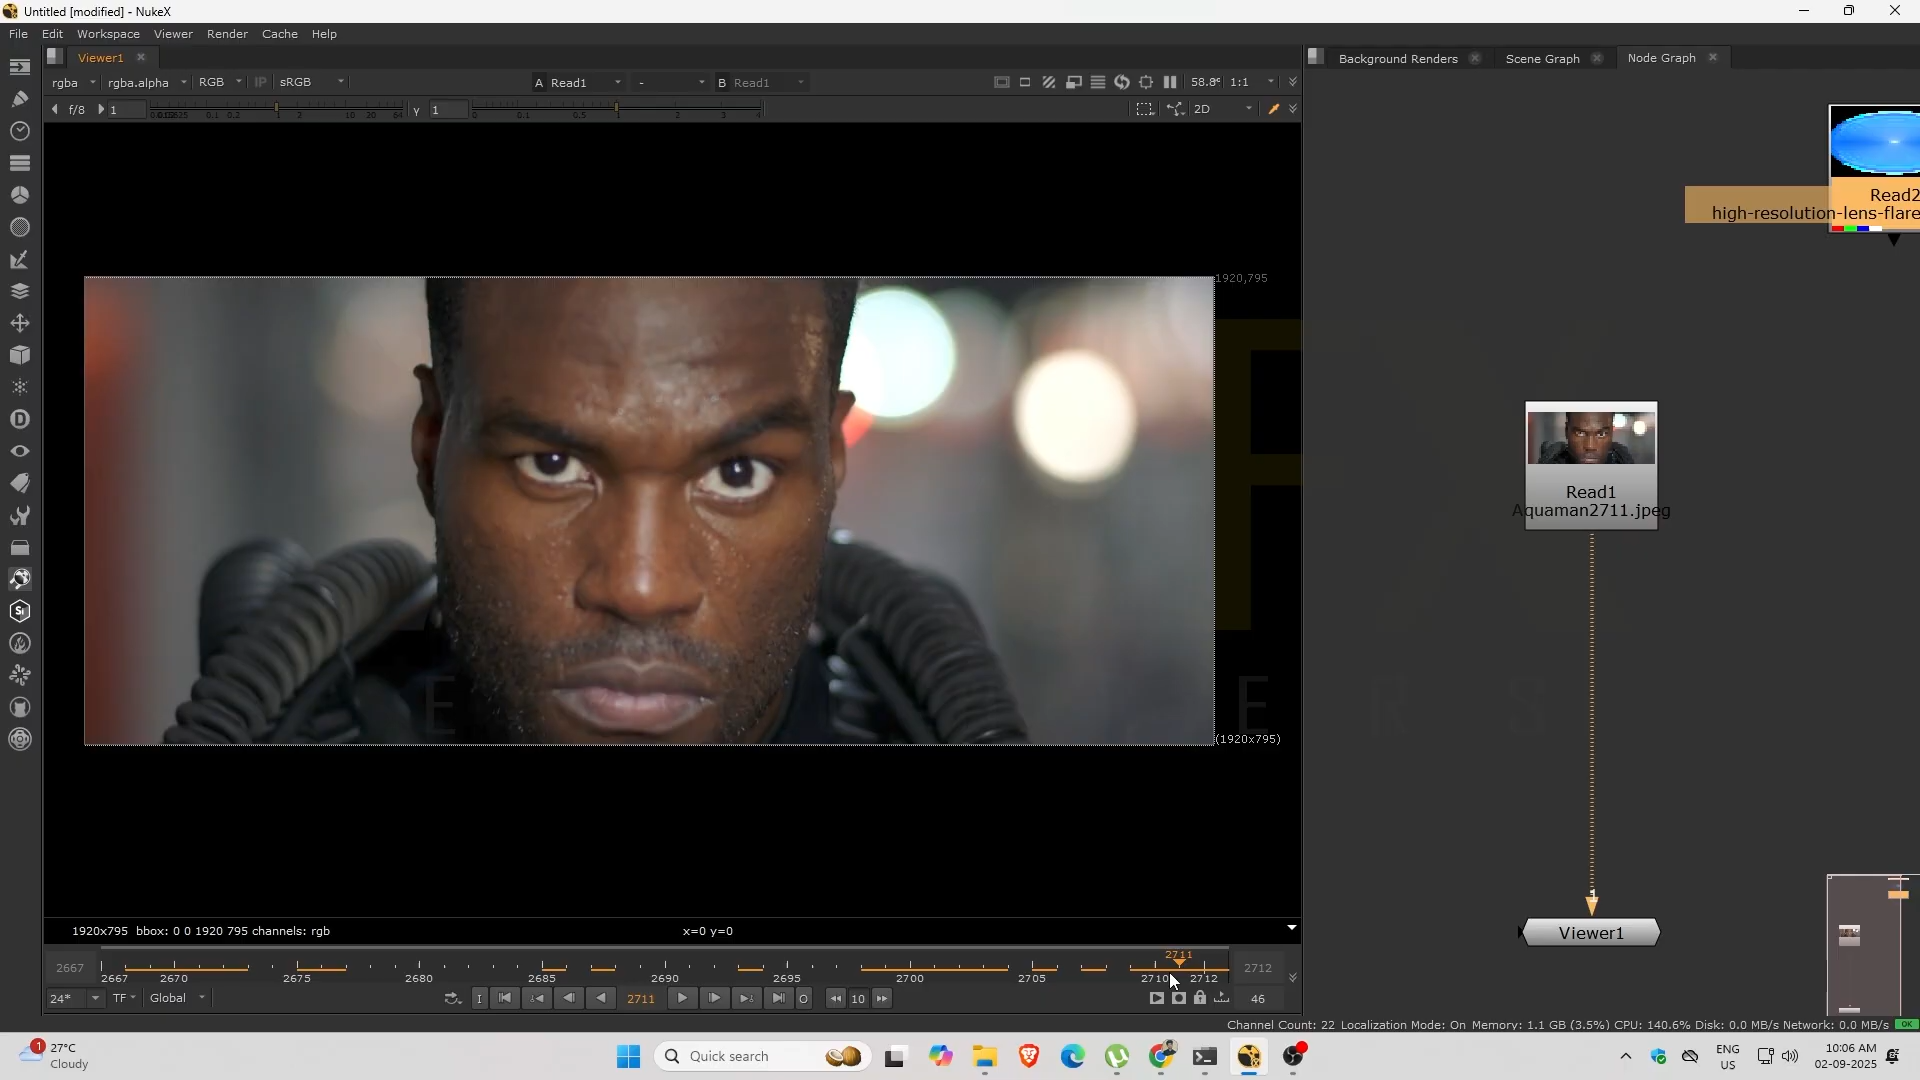 Untitled [modified] - NukeX
File Edit Workspace Viewer Render Cache Help
Viewer1
Background Renders Scene Graph Node Graph
rgba rgba.alpha RGB IP sRGB A Read1 - B Read1 1:1
f/8 1 γ 1 2D
1920,795
(1920x795)
Read2
high-resolution-lens-flare
Read1
Aquaman2711.jpeg
1
Viewer1
E E R S
1920x795 bbox: 0 0 1920 795 channels: rgb x=0 y=0
2711
2667 2667 2670 2675 2680 2685 2690 2695 2700 2705 2710 2712 2712
24* TF Global I 2711 O 10 46
Channel Count: 22 Localization Mode: On Memory: 1.1 GB (3.5%) CPU: 140.6% Disk: 0.0 MB/s Network: 0.0 MB/s OK
1
27°C
Cloudy
Quick search
ENG
US
10:06 AM
02-09-2025